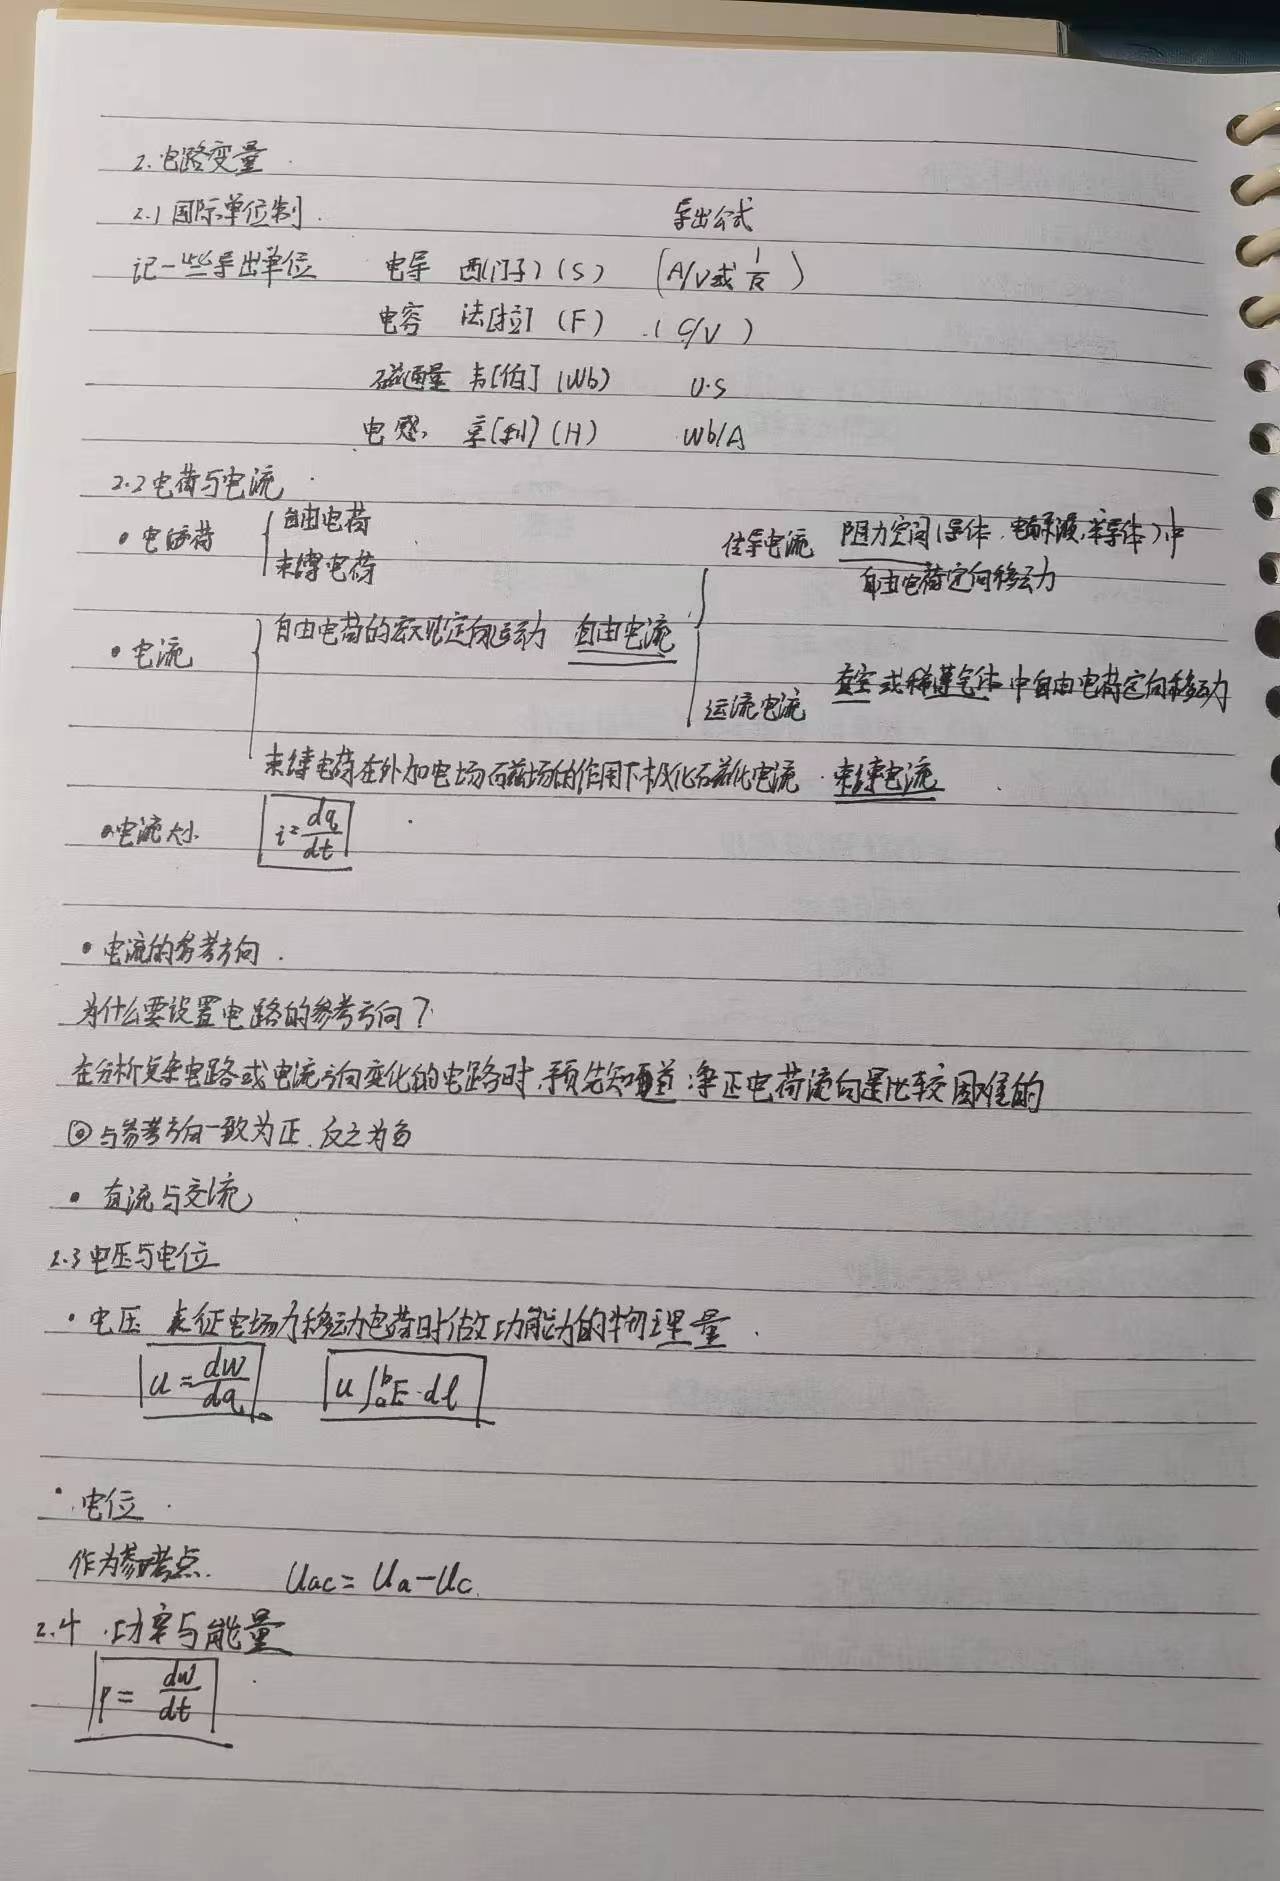 2. 电路变量
2.1 国际单位制
导出公式
记一些导出单位 电导 西[门子] (S) (A/V或 1/R)
电容 法[拉] (F) (C/V)
磁通量 韦[伯] (Wb) U·S
电感 亨[利] (H) Wb/A
2.2 电荷与电流
• 电荷 { 自由电荷
束缚电荷
传导电流 阻力空间(导体、电解液、半导体)中
自由电荷定向移动
• 电流 { 自由电荷的宏观定向运动 自由电流
运流电流 真空或稀薄气体中自由电荷定向移动
束缚电荷在外加电场磁场的作用下极化磁化电流 束缚电流
• 电流大小 i = dq/dt
• 电流的参考方向.
为什么要设置电路的参考方向?
在分析复杂电路或电流方向变化的电路时,预先知道净正电荷流向是比较困难的
◎与参考方向一致为正.反之为负
• 直流与交流
2.3 电压与电位
• 电压 表征电场力移动电荷时做功能力的物理量.
u = dw/dq u ∫ₐᵇ E·dl
• 电位.
作为参考点. Uac = Ua-Uc.
2.4 功率与能量
p = dw/dt